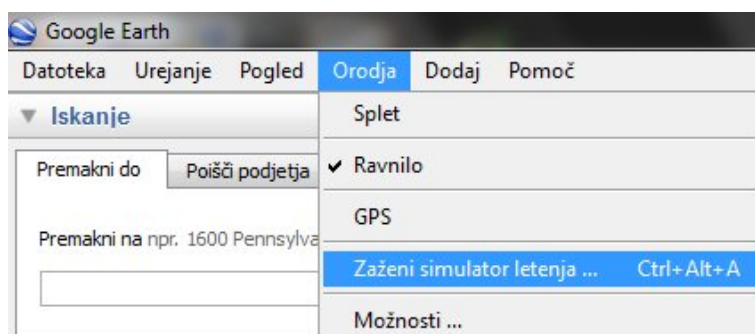 Google Earth
Datoteka Urejanje Pogled Orodja Dodaj Pomoč
Iskanje
Splet
Premakni do Poišči podjetja
Ravnilo
GPS
Premakni na npr. 1600 Pennsylva
Zaženi simulator letenja ... Ctrl+Alt+A
Možnosti ...